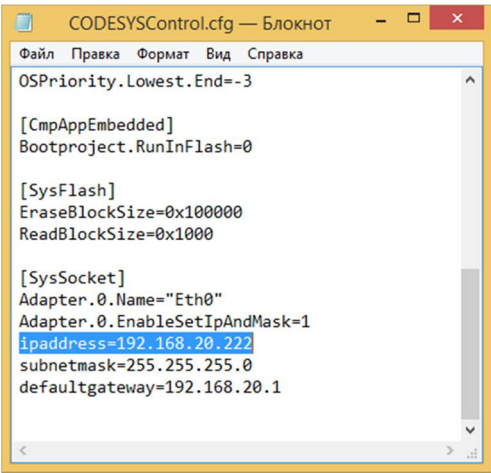 CODESYSControl.cfg — Блокнот
Файл Правка Формат Вид Справка
OSPriority.Lowest.End=-3
[CmpAppEmbedded]
Bootproject.RunInFlash=0
[SysFlash]
EraseBlockSize=0x100000
ReadBlockSize=0x1000
[SysSocket]
Adapter.0.Name="Eth0"
Adapter.0.EnableSetIpAndMask=1
ipaddress=192.168.20.222
subnetmask=255.255.255.0
defaultgateway=192.168.20.1